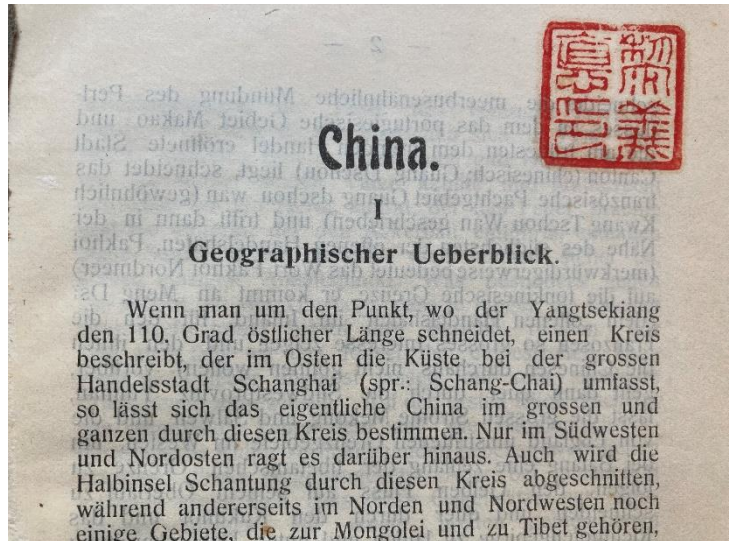 China.
I
Geographischer Ueberblick.
Wenn man um den Punkt, wo der Yangtsekiang
den 110. Grad östlicher Länge schneidet, einen Kreis
beschreibt, der im Osten die Küste bei der grossen
Handelsstadt Schanghai (spr.: Schang-Chai) umfasst,
so lässt sich das eigentliche China im grossen und
ganzen durch diesen Kreis bestimmen. Nur im Südwesten
und Nordosten ragt es darüber hinaus. Auch wird die
Halbinsel Schantung durch diesen Kreis abgeschnitten,
während andererseits im Norden und Nordwesten noch
einige Gebiete, die zur Mongolei und zu Tibet gehören,